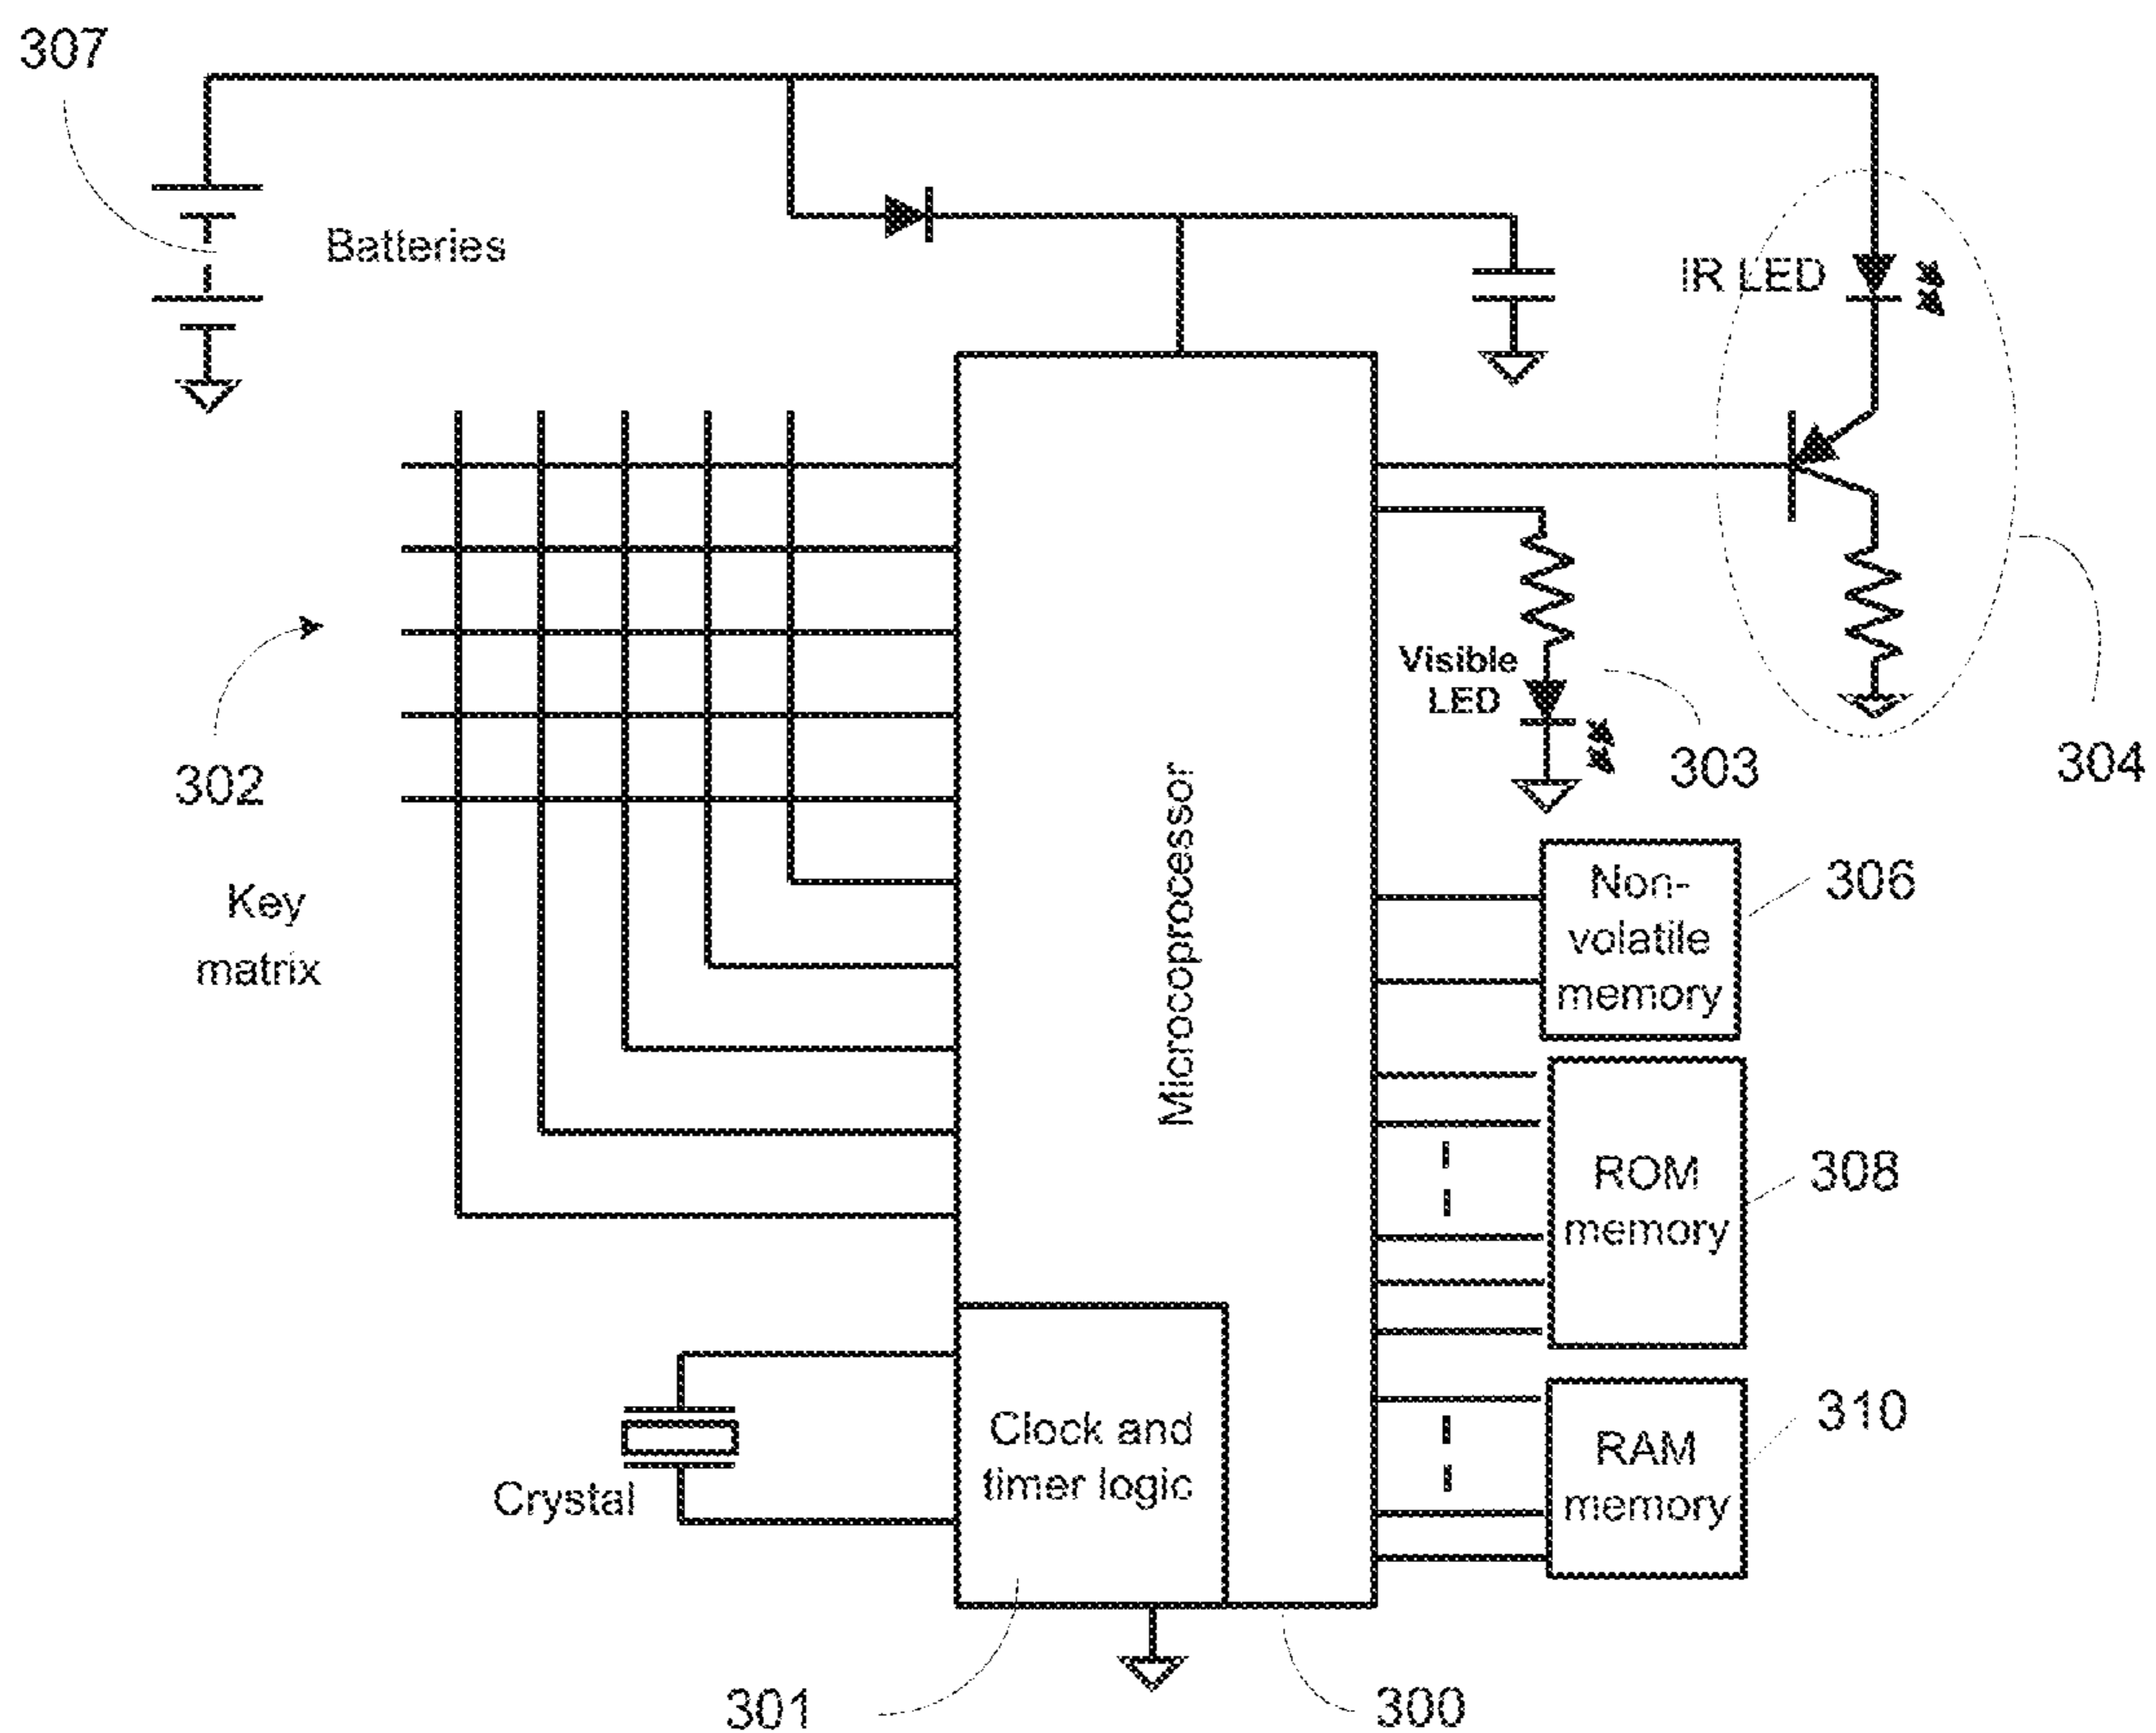 307
Batteries
IR LED
302
Key
matrix
Visible
LED
303
304
Microcoprocessor
Non-
volatile
memory
306
ROM
memory
308
RAM
memory
310
Crystal
Clock and
timer logic
301
300